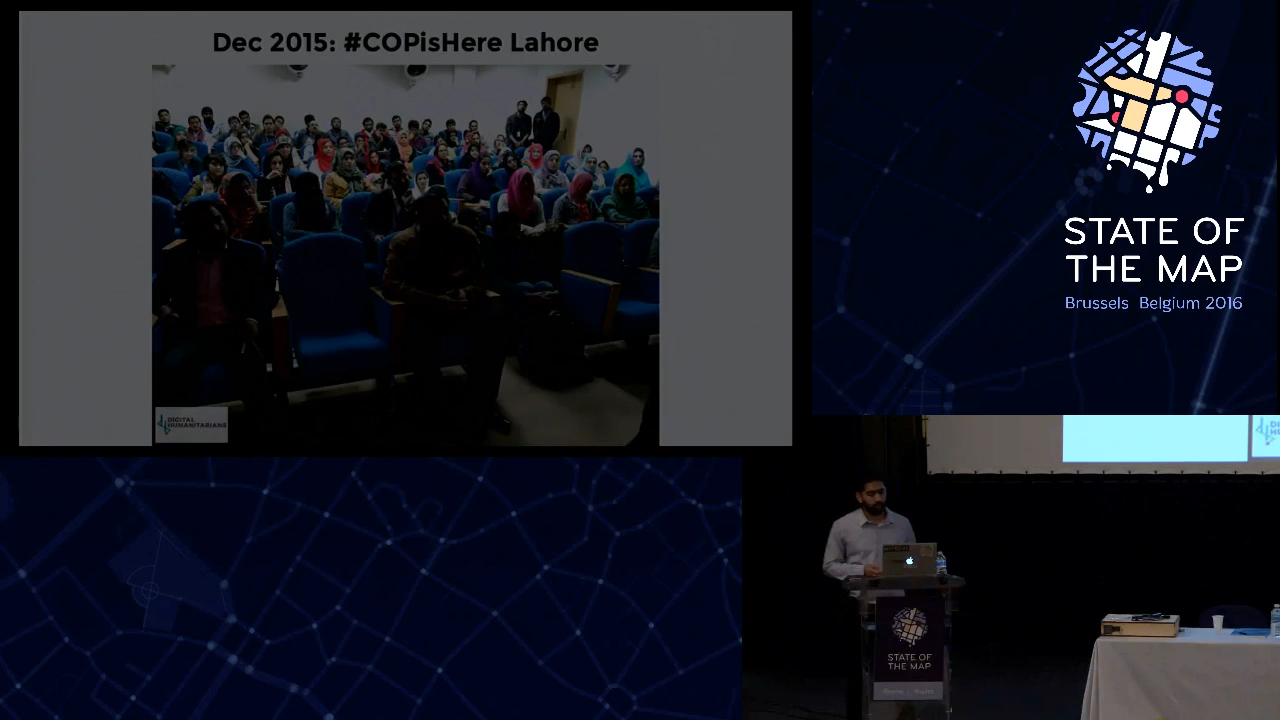 Dec 2015: #COPisHere Lahore
DIGITAL
HUMANITARIANS
STATE OF
THE MAP
Brussels Belgium 2016
STATE OF
THE MAP